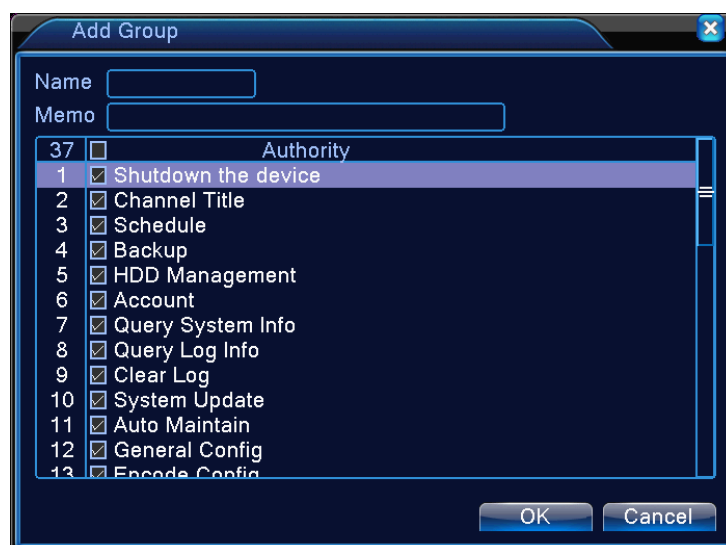 Add Group
Name
Memo
37 Authority
1 Shutdown the device
2 Channel Title
3 Schedule
4 Backup
5 HDD Management
6 Account
7 Query System Info
8 Query Log Info
9 Clear Log
10 System Update
11 Auto Maintain
12 General Config
13 Encode Config
OK Cancel